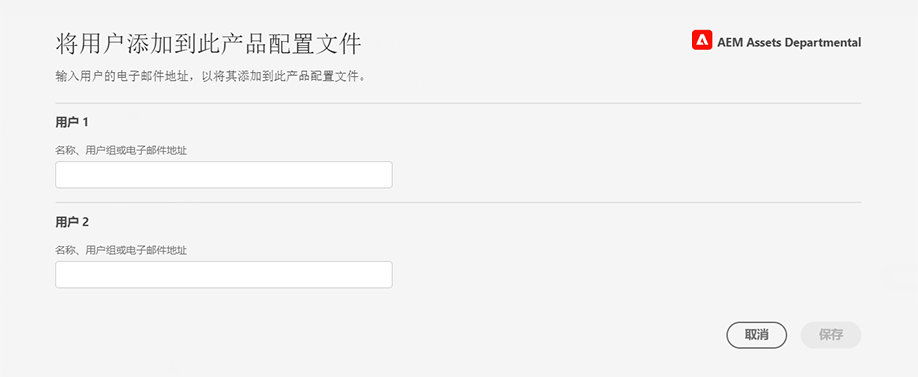 将用户添加到此产品配置文件
AEM Assets Departmental
输入用户的电子邮件地址，以将其添加到此产品配置文件。
用户 1
名称、用户组或电子邮件地址
用户 2
名称、用户组或电子邮件地址
取消
保存